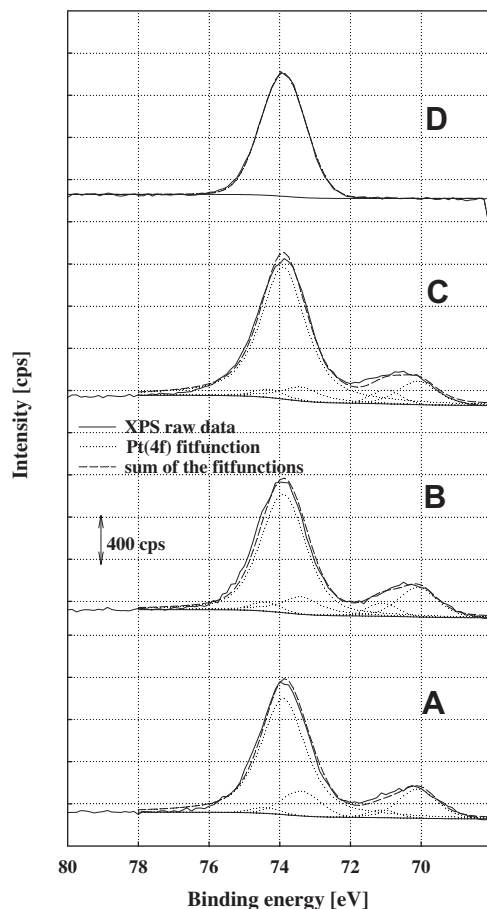 D
C
Intensity [cps]
XPS raw data
Pt(4f) fitfunction
sum of the fitfunctions
B
400 cps
A
80 78 76 74 72 70
Binding energy [eV]